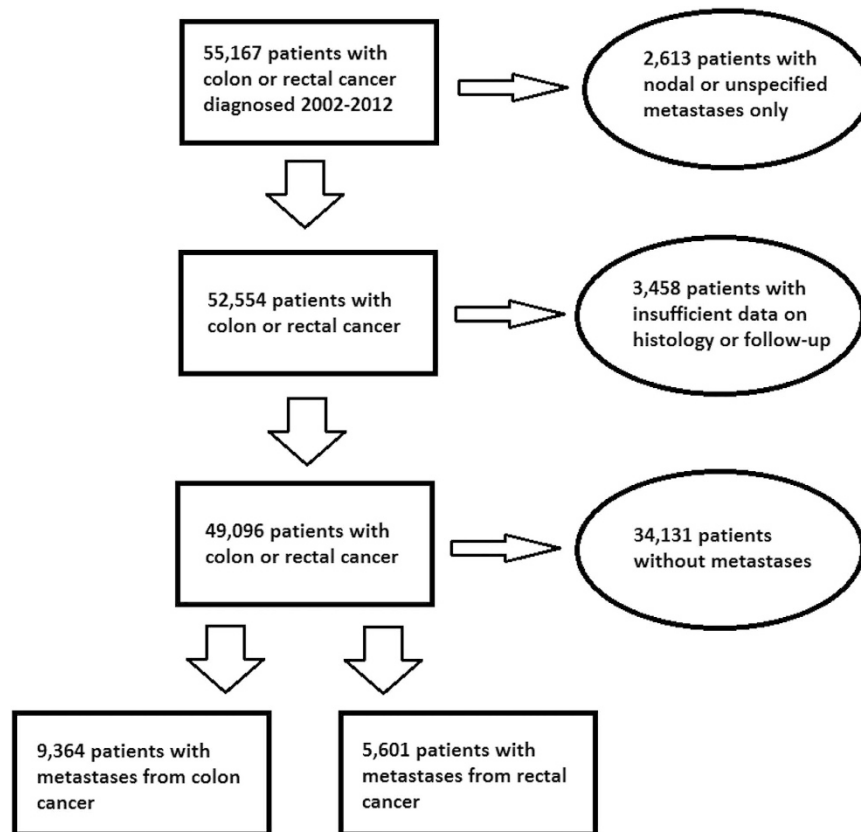 55,167 patients with
colon or rectal cancer
diagnosed 2002-2012
2,613 patients with
nodal or unspecified
metastases only
52,554 patients with
colon or rectal cancer
3,458 patients with
insufficient data on
histology or follow-up
49,096 patients with
colon or rectal cancer
34,131 patients
without metastases
9,364 patients with
metastases from colon
cancer
5,601 patients with
metastases from rectal
cancer